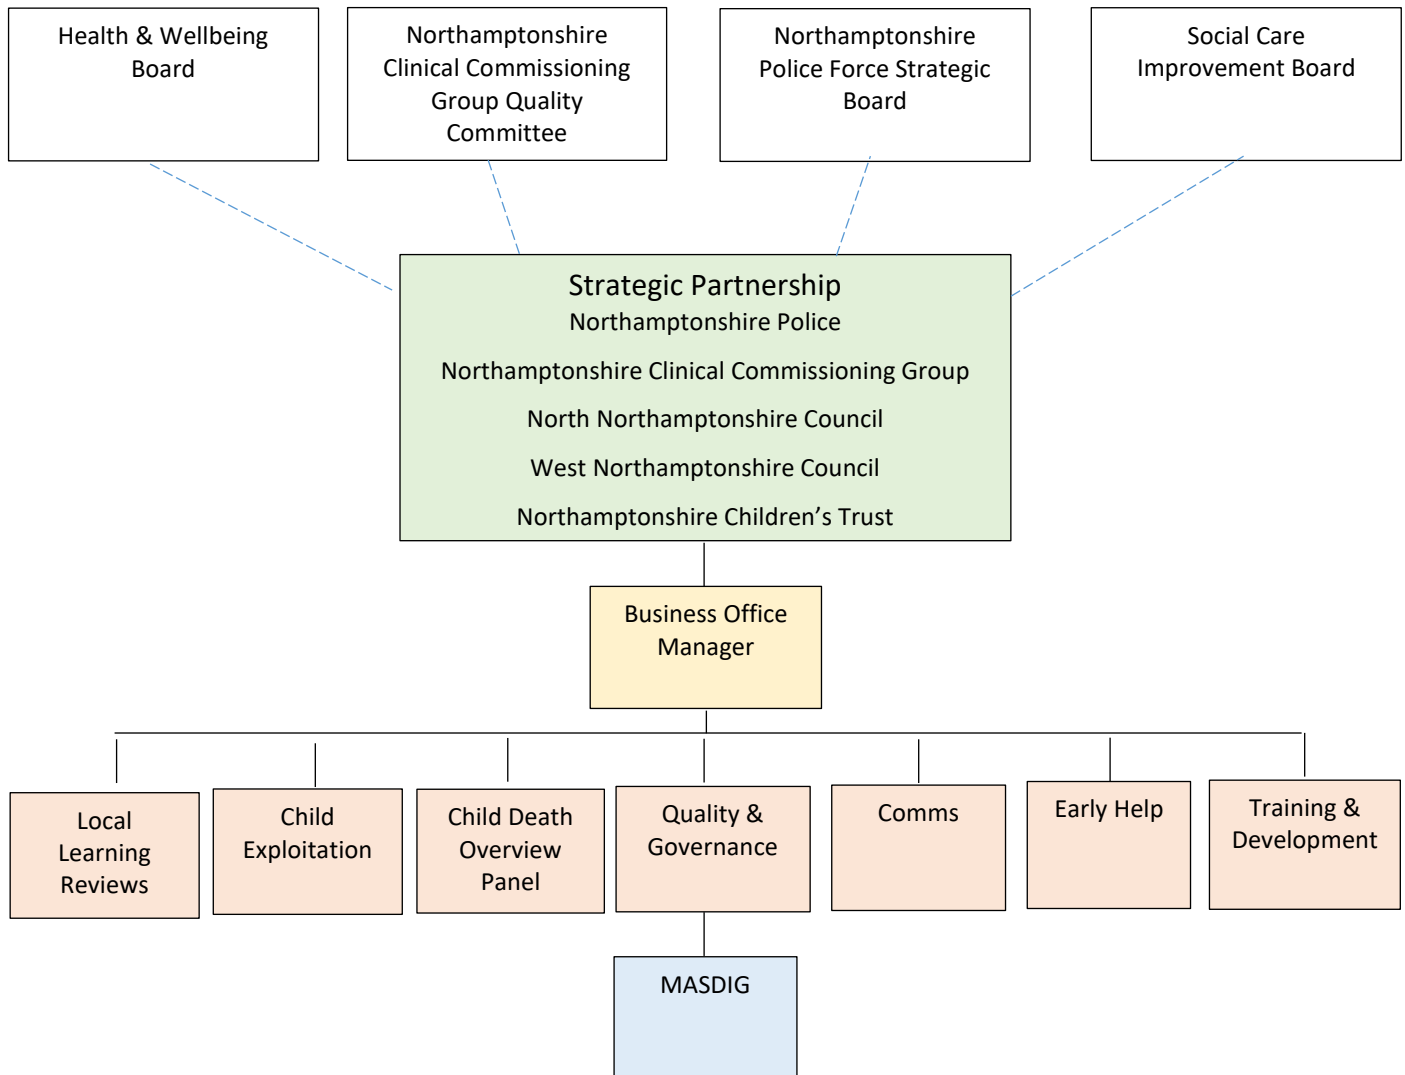 Health & Wellbeing
Board
Northamptonshire
Clinical Commissioning
Group Quality
Committee
Northamptonshire
Police Force Strategic
Board
Social Care
Improvement Board
Strategic Partnership
Northamptonshire Police
Northamptonshire Clinical Commissioning Group
North Northamptonshire Council
West Northamptonshire Council
Northamptonshire Children’s Trust
Business Office
Manager
Local
Learning
Reviews
Child
Exploitation
Child Death
Overview
Panel
Quality &
Governance
Comms
Early Help
Training &
Development
MASDIG